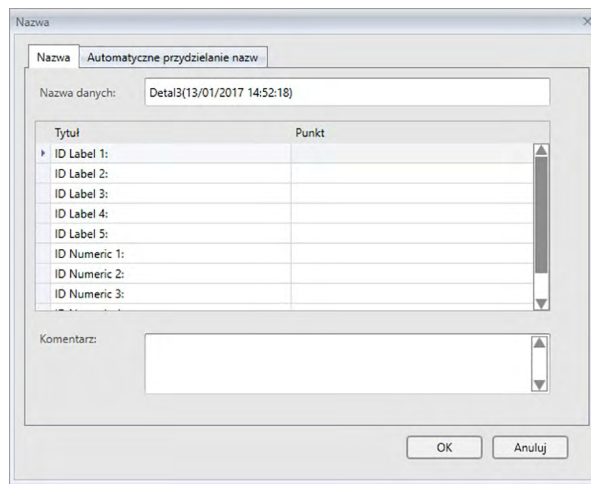 Nazwa
Nazwa Automatyczne przydzielanie nazw
Nazwa danych: Detal3(13/01/2017 14:52:18)
Tytuł Punkt
ID Label 1:
ID Label 2:
ID Label 3:
ID Label 4:
ID Label 5:
ID Numeric 1:
ID Numeric 2:
ID Numeric 3:
Komentarz:
OK Anuluj